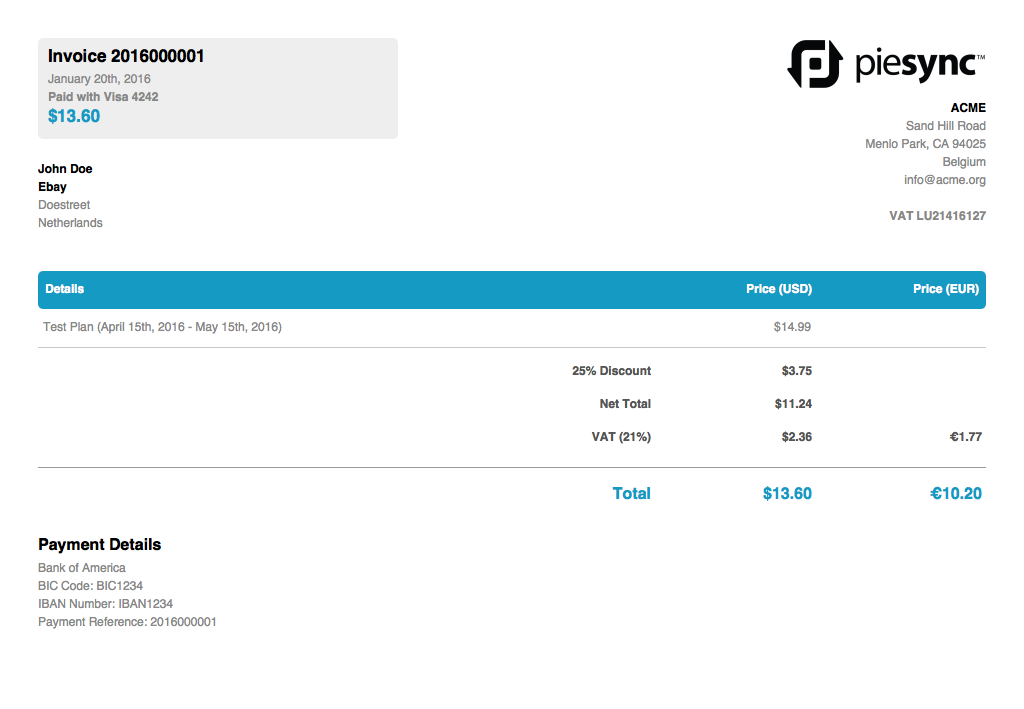 Invoice 2016000001
January 20th, 2016
Paid with Visa 4242
$13.60
piesync™
ACME
Sand Hill Road
Menlo Park, CA 94025
Belgium
info@acme.org
VAT LU21416127
John Doe
Ebay
Doestreet
Netherlands
Details Price (USD) Price (EUR)
Test Plan (April 15th, 2016 - May 15th, 2016) $14.99
25% Discount $3.75
Net Total $11.24
VAT (21%) $2.36 €1.77
Total $13.60 €10.20
Payment Details
Bank of America
BIC Code: BIC1234
IBAN Number: IBAN1234
Payment Reference: 2016000001